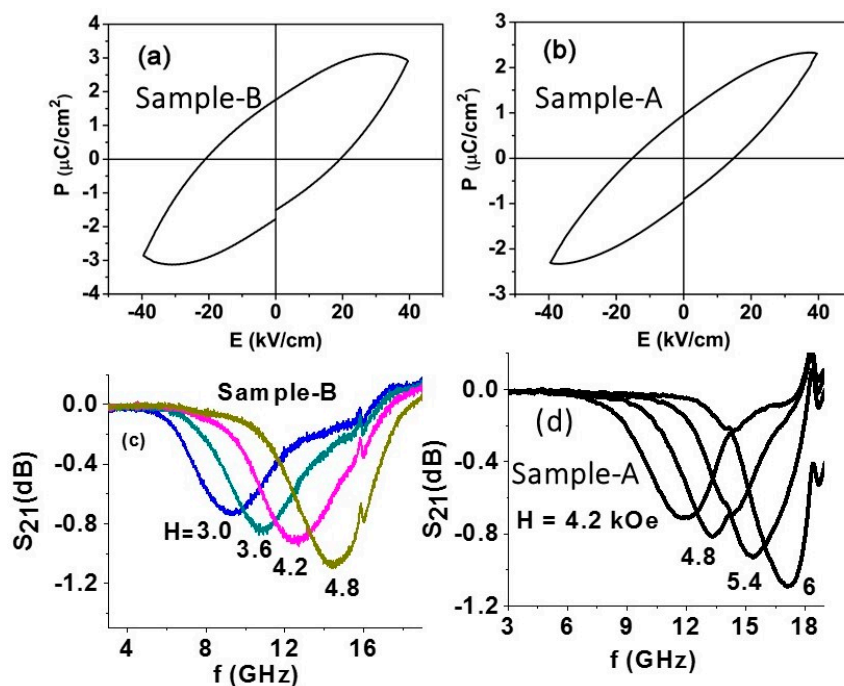 (a)
Sample-B
P (μC/cm²)
4
3
2
1
0
-1
-2
-3
-4
-40 -20 0 20 40
E (kV/cm)
(b)
Sample-A
P (μC/cm²)
3
2
1
0
-1
-2
-3
-40 -20 0 20 40
E (kV/cm)
Sample-B
(c)
S₂₁(dB)
0.0
-0.4
-0.8
-1.2
H=3.0
3.6
4.2
4.8
4 8 12 16
f (GHz)
(d)
Sample-A
H = 4.2 kOe
4.8
5.4
6
S₂₁(dB)
0.0
-0.4
-0.8
-1.2
3 6 9 12 15 18
f (GHz)